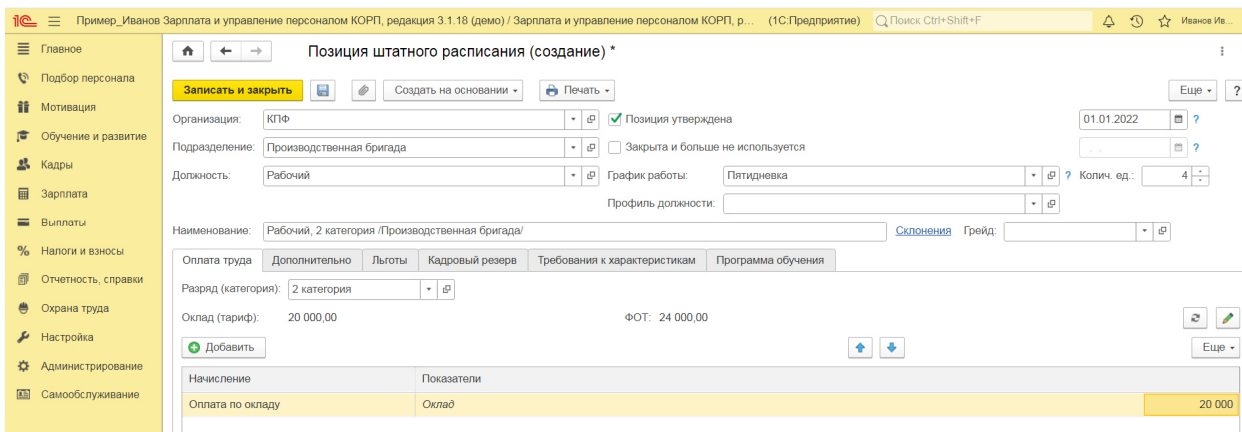 1С Пример_Иванов Зарплата и управление персоналом КОРП, редакция 3.1.18 (демо) / Зарплата и управление персоналом КОРП, р... (1С:Предприятие) Поиск Ctrl+Shift+F Иванов Ив...
Главное
Подбор персонала
Мотивация
Обучение и развитие
Кадры
Зарплата
Выплаты
Налоги и взносы
Отчетность, справки
Охрана труда
Настройка
Администрирование
Самообслуживание
Позиция штатного расписания (создание) *
Записать и закрыть Создать на основании Печать Еще ?
Организация: КПФ Позиция утверждена 01.01.2022 ?
Подразделение: Производственная бригада Закрыта и больше не используется . . ?
Должность: Рабочий График работы: Пятидневка ? Колич. ед.: 4
Профиль должности:
Наименование: Рабочий, 2 категория /Производственная бригада/ Склонения Грейд:
Оплата труда Дополнительно Льготы Кадровый резерв Требования к характеристикам Программа обучения
Разряд (категория): 2 категория
Оклад (тариф): 20 000,00 ФОТ: 24 000,00
Добавить Еще
Начисление Показатели
Оплата по окладу Оклад 20 000